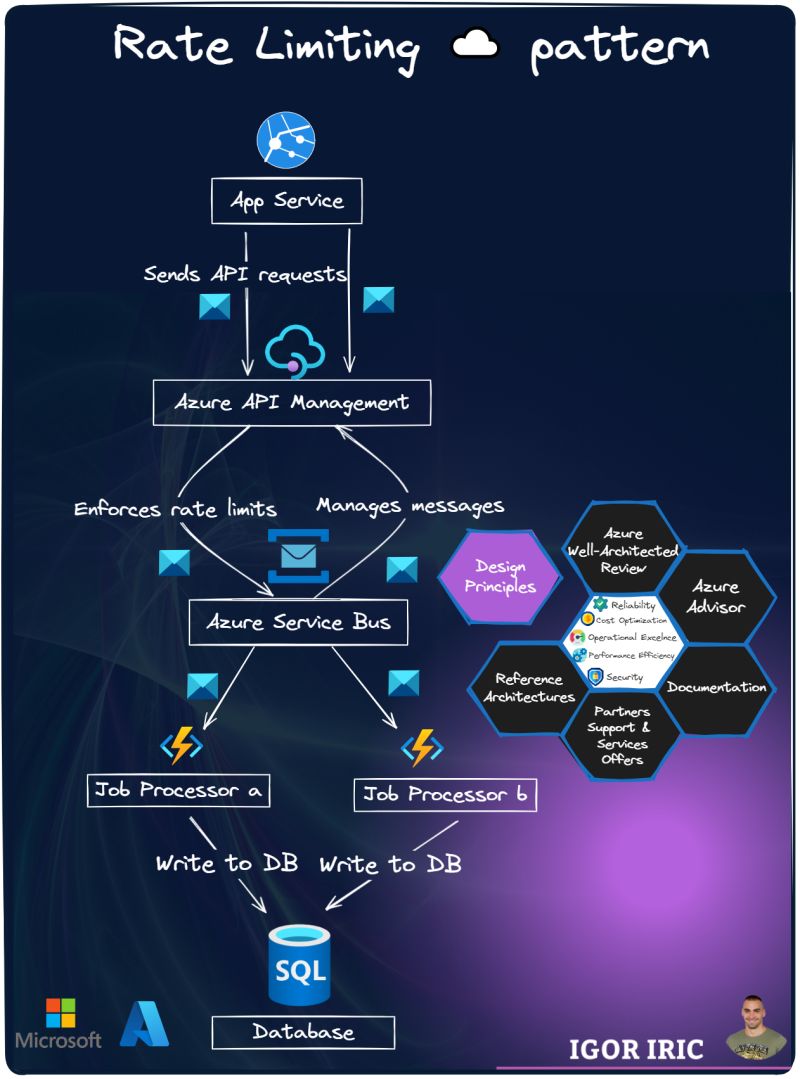 Rate Limiting pattern
App Service
Sends API requests
Azure API Management
Enforces rate limits
Manages messages
Azure Service Bus
Job Processor a
Job Processor b
Write to DB
Write to DB
SQL
Database
Design
Principles
Azure
Well-Architected
Review
Azure
Advisor
Reliability
Cost Optimization
Operational Excelnce
Performance Efficiency
Security
Reference
Architectures
Documentation
Partners
Support &
Services
Offers
Microsoft
IGOR IRIC